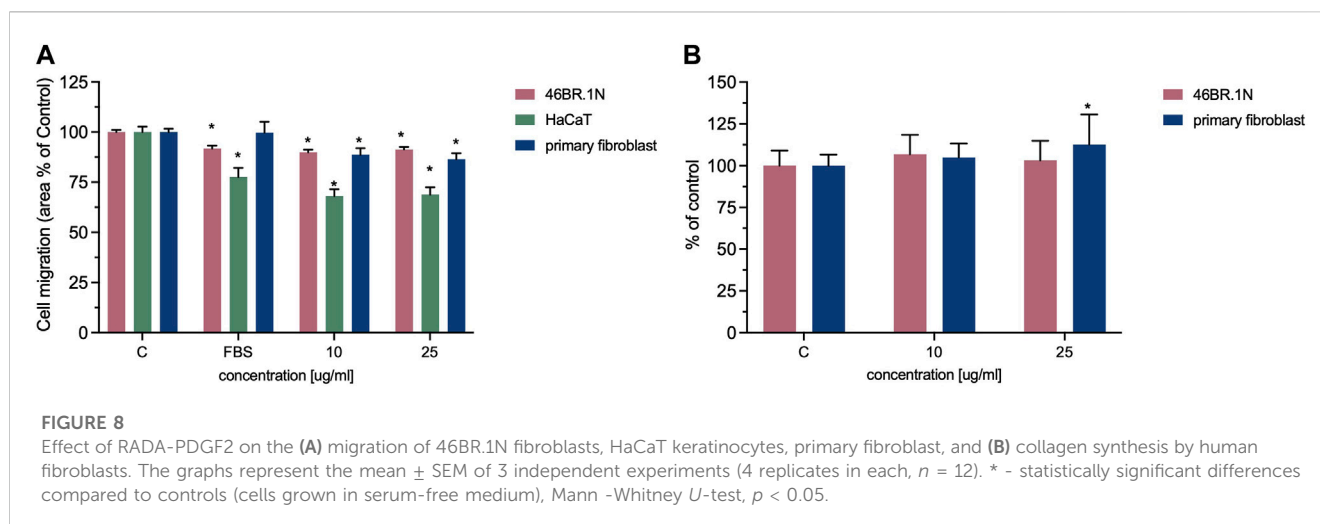 A
Cell migration (area % of Control)
125
100
75
50
25
0
* * * * * * *
C FBS 10 25
concentration [ug/ml]
46BR.1N
HaCaT
primary fibroblast
B
% of control
150
125
100
75
50
25
0
*
C 10 25
concentration [ug/ml]
46BR.1N
primary fibroblast
FIGURE 8
Effect of RADA-PDGF2 on the (A) migration of 46BR.1N fibroblasts, HaCaT keratinocytes, primary fibroblast, and (B) collagen synthesis by human
fibroblasts. The graphs represent the mean ± SEM of 3 independent experiments (4 replicates in each, n = 12). * - statistically significant differences
compared to controls (cells grown in serum-free medium), Mann -Whitney U-test, p < 0.05.